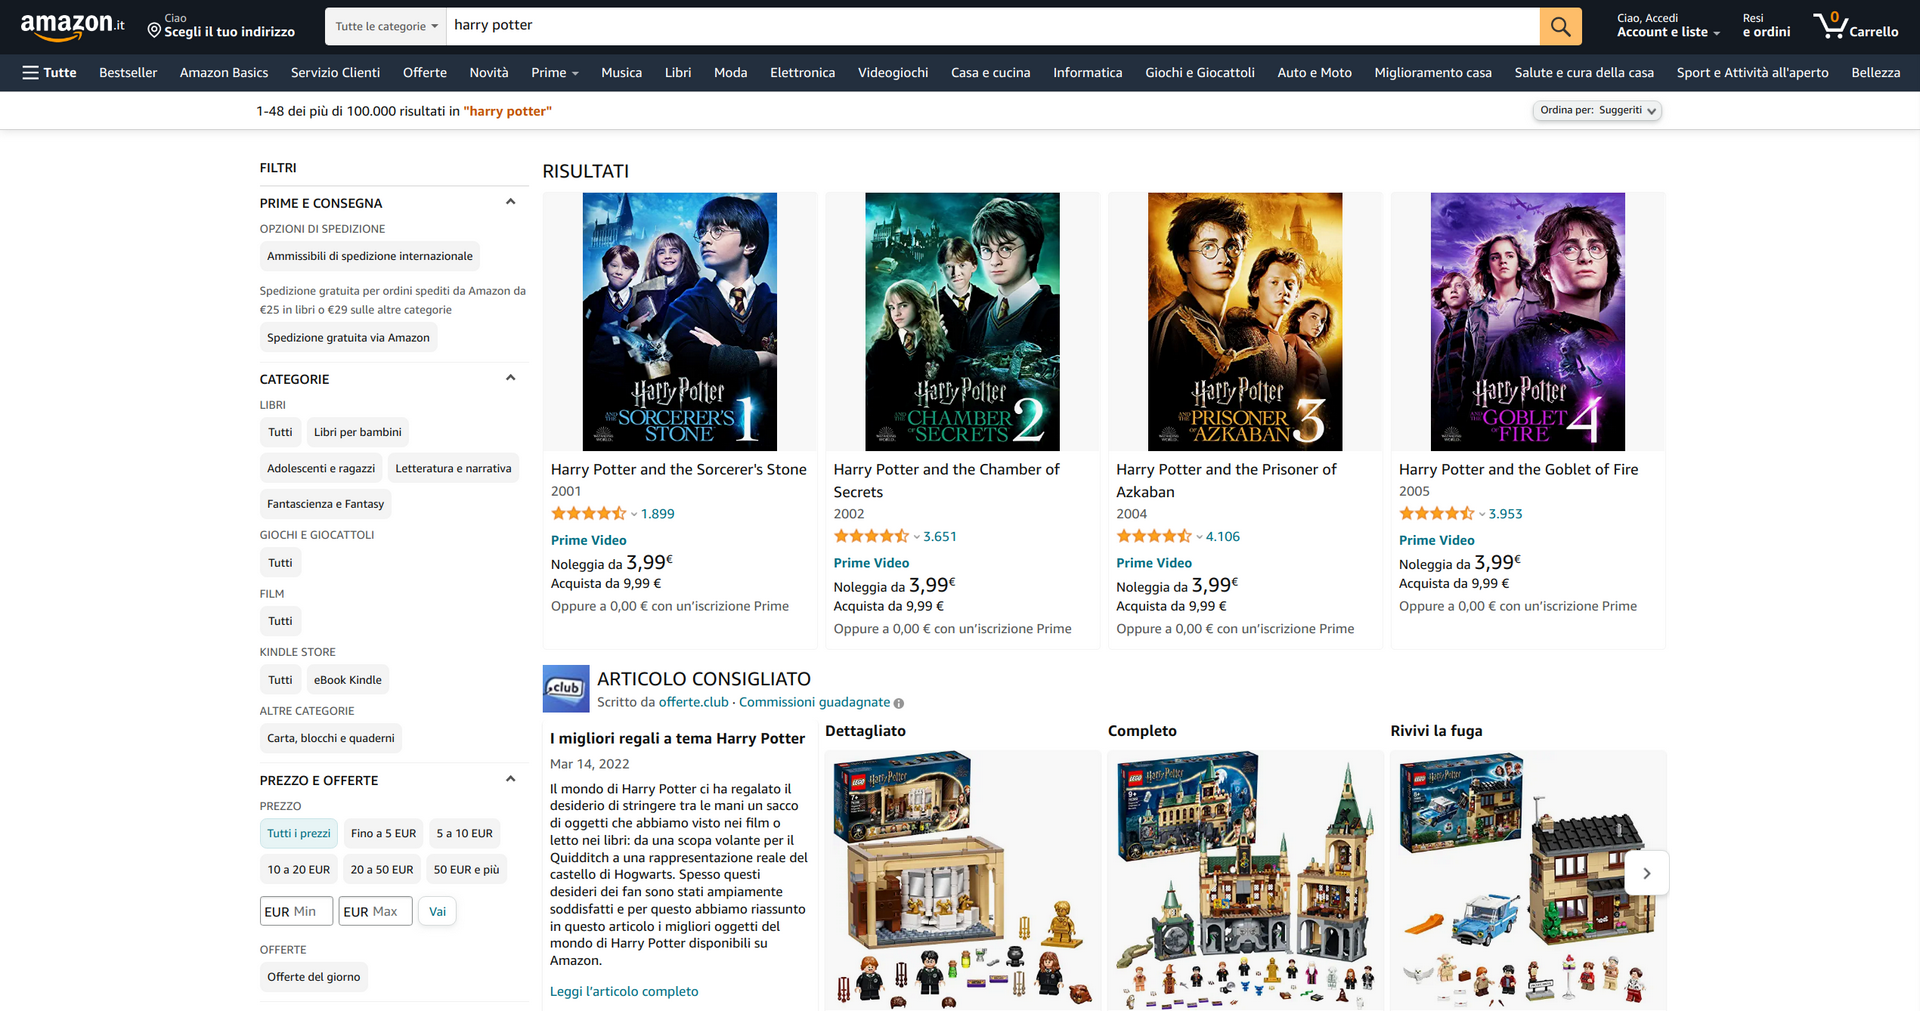 amazon.it
Ciao
Scegli il tuo indirizzo
Tutte le categorie
harry potter
Ciao, Accedi
Account e liste
Resi
e ordini
0
Carrello
Tutte
Bestseller
Amazon Basics
Servizio Clienti
Offerte
Novità
Prime
Musica
Libri
Moda
Elettronica
Videogiochi
Casa e cucina
Informatica
Giochi e Giocattoli
Auto e Moto
Miglioramento casa
Salute e cura della casa
Sport e Attività all'aperto
Bellezza
1-48 dei più di 100.000 risultati in "harry potter"
Ordina per: Suggeriti
FILTRI
PRIME E CONSEGNA
OPZIONI DI SPEDIZIONE
Ammissibili di spedizione internazionale
Spedizione gratuita per ordini spediti da Amazon da
€25 in libri o €29 sulle altre categorie
Spedizione gratuita via Amazon
CATEGORIE
LIBRI
Tutti
Libri per bambini
Adolescenti e ragazzi
Letteratura e narrativa
Fantascienza e Fantasy
GIOCHI E GIOCATTOLI
Tutti
FILM
Tutti
KINDLE STORE
Tutti
eBook Kindle
ALTRE CATEGORIE
Carta, blocchi e quaderni
PREZZO E OFFERTE
PREZZO
Tutti i prezzi
Fino a 5 EUR
5 a 10 EUR
10 a 20 EUR
20 a 50 EUR
50 EUR e più
EUR Min
EUR Max
Vai
OFFERTE
Offerte del giorno
RISULTATI
Harry Potter
AND THE SORCERER'S
STONE 1
Harry Potter and the Sorcerer's Stone
2001
1.899
Prime Video
Noleggia da 3,99€
Acquista da 9,99 €
Oppure a 0,00 € con un’iscrizione Prime
Harry Potter
AND THE CHAMBER
OF SECRETS 2
Harry Potter and the Chamber of
Secrets
2002
3.651
Prime Video
Noleggia da 3,99€
Acquista da 9,99 €
Oppure a 0,00 € con un’iscrizione Prime
Harry Potter
AND THE PRISONER
OF AZKABAN 3
Harry Potter and the Prisoner of
Azkaban
2004
4.106
Prime Video
Noleggia da 3,99€
Acquista da 9,99 €
Oppure a 0,00 € con un’iscrizione Prime
Harry Potter
AND THE GOBLET
OF FIRE 4
Harry Potter and the Goblet of Fire
2005
3.953
Prime Video
Noleggia da 3,99€
Acquista da 9,99 €
Oppure a 0,00 € con un’iscrizione Prime
.club
ARTICOLO CONSIGLIATO
Scritto da offerte.club · Commissioni guadagnate
I migliori regali a tema Harry Potter
Mar 14, 2022
Il mondo di Harry Potter ci ha regalato il
desiderio di stringere tra le mani un sacco
di oggetti che abbiamo visto nei film o
letto nei libri: da una scopa volante per il
Quidditch a una rappresentazione reale del
castello di Hogwarts. Spesso questi
desideri dei fan sono stati ampiamente
soddisfatti e per questo abbiamo riassunto
in questo articolo i migliori oggetti del
mondo di Harry Potter disponibili su
Amazon.
Leggi l’articolo completo
Dettagliato
LEGO Harry Potter
7+
Completo
LEGO Harry Potter
9+
Rivivi la fuga
LEGO Harry Potter
8+